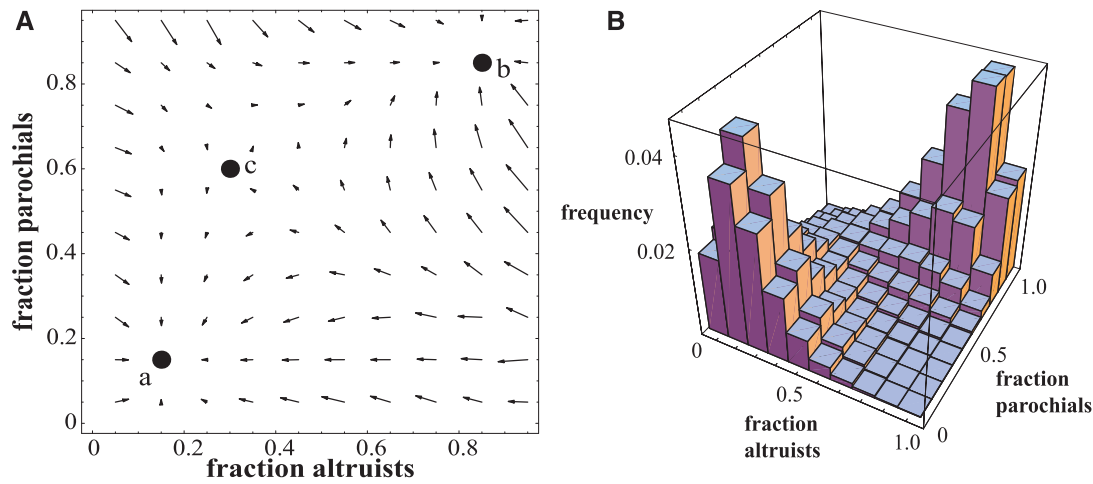 A
fraction parochials
0.8
0.6
0.4
0.2
0
0
0.2
0.4
0.6
0.8
fraction altruists
a
b
c
B
frequency
0.04
0.02
0
0.5
1.0
fraction
altruists
0
0.5
1.0
fraction
parochials